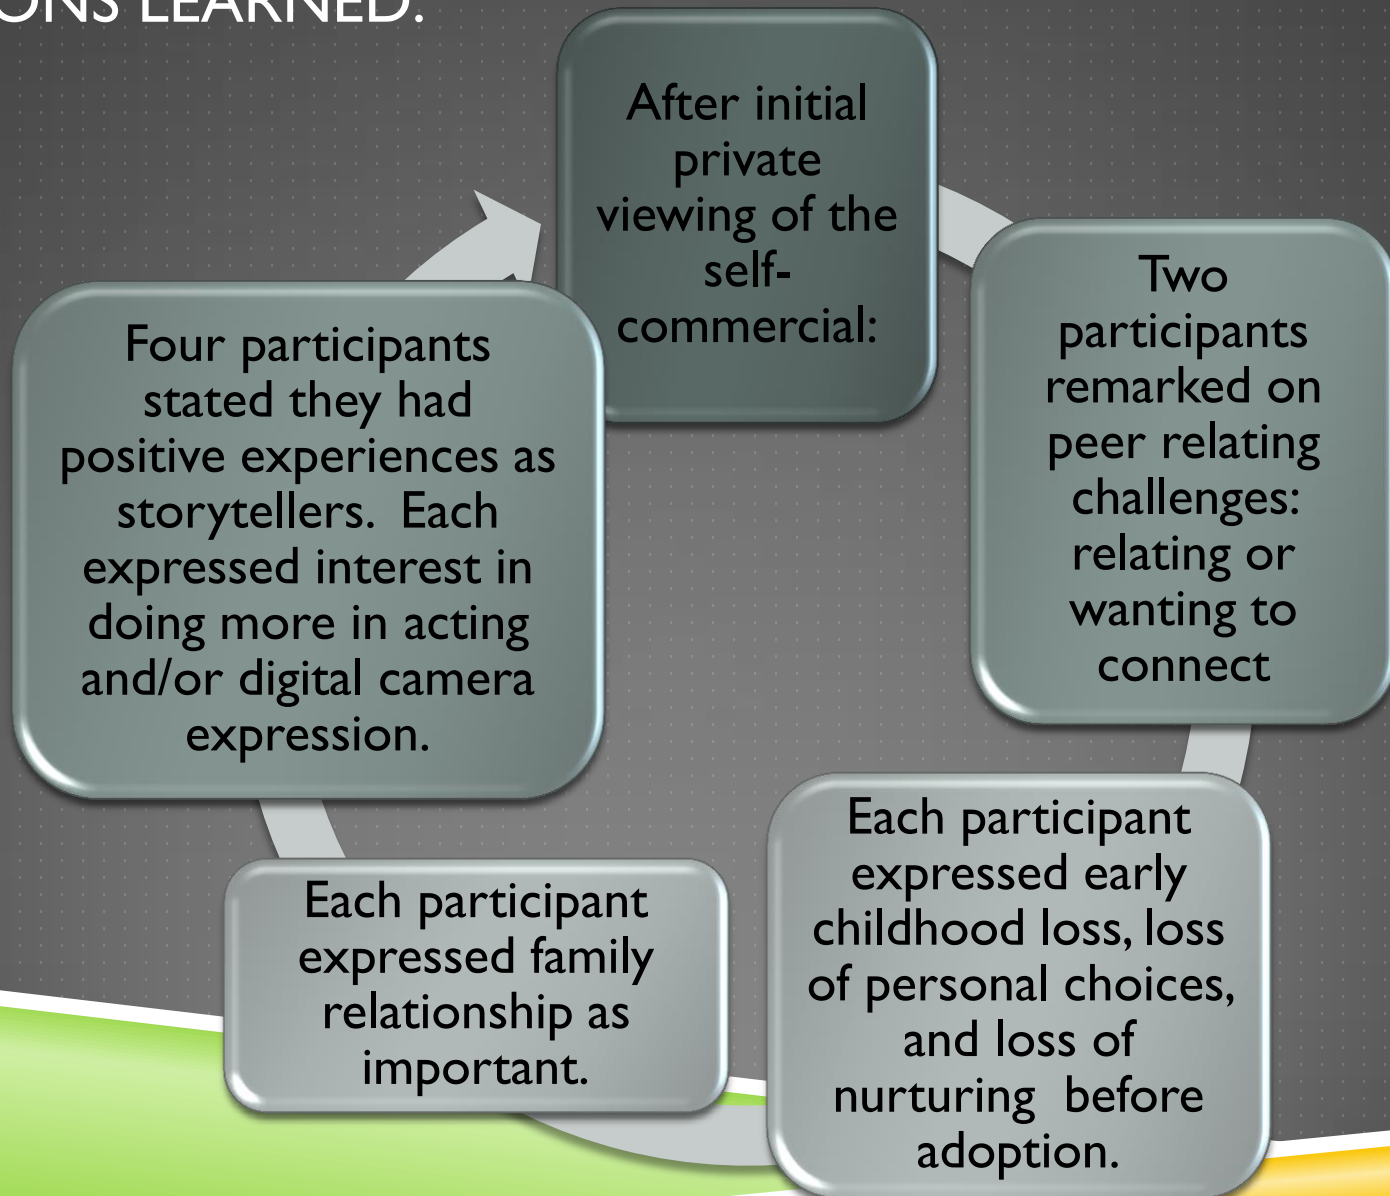 LEARNED:
After initial
private
viewing of the
self-
commercial:
Two
participants
remarked on
peer relating
challenges:
relating or
wanting to
connect
Each participant
expressed early
childhood loss, loss
of personal choices,
and loss of
nurturing before
adoption.
Each participant
expressed family
relationship as
important.
Four participants
stated they had
positive experiences as
storytellers. Each
expressed interest in
doing more in acting
and/or digital camera
expression.